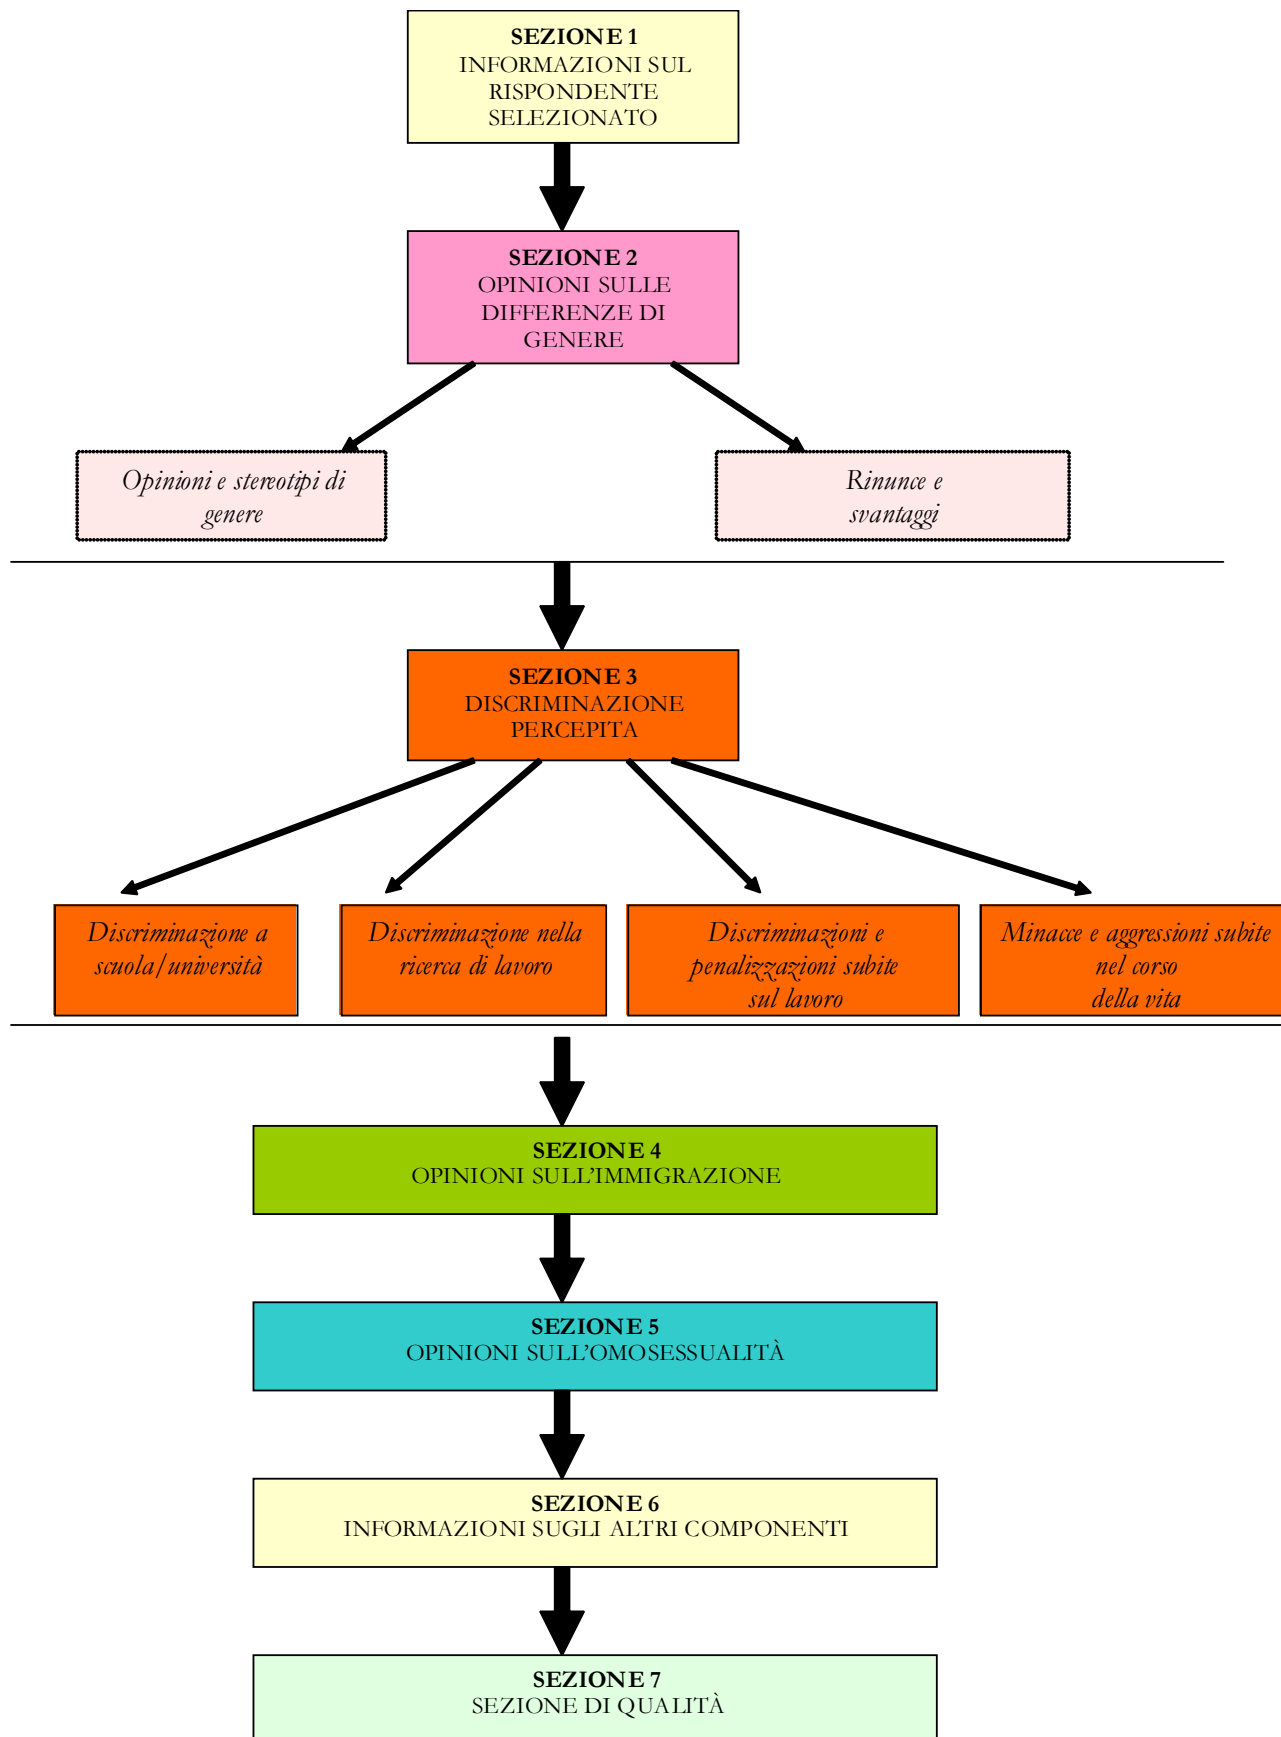 SEZIONE 1
INFORMAZIONI SUL
RISPONDENTE
SELEZIONATO
SEZIONE 2
OPINIONI SULLE
DIFFERENZE DI
GENERE
Opinioni e stereotipi di
genere
Rinunce e
svantaggi
SEZIONE 3
DISCRIMINAZIONE
PERCEPITA
Discriminazione a
scuola/università
Discriminazione nella
ricerca di lavoro
Discriminazioni e
penalizzazioni subite
sul lavoro
Minacce e aggressioni subite
nel corso
della vita
SEZIONE 4
OPINIONI SULL’IMMIGRAZIONE
SEZIONE 5
OPINIONI SULL’OMOSESSUALITÀ
SEZIONE 6
INFORMAZIONI SUGLI ALTRI COMPONENTI
SEZIONE 7
SEZIONE DI QUALITÀ